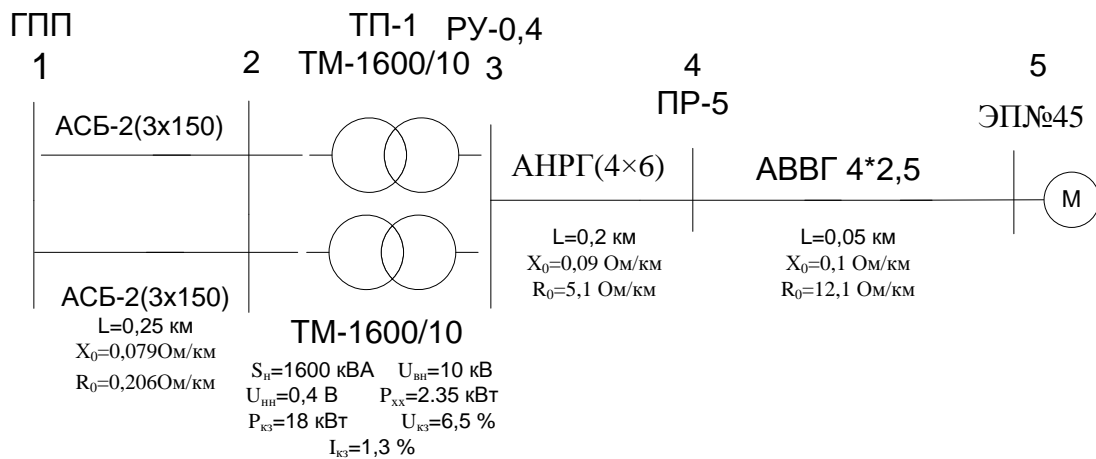 ГПП
1
2
ТП-1
ТМ-1600/10
РУ-0,4
3
4
ПР-5
5
ЭП№45
АСБ-2(3х150)
АНРГ(4×6)
АВВГ 4*2,5
М
L=0,2 км
X₀=0,09 Ом/км
R₀=5,1 Ом/км
L=0,05 км
X₀=0,1 Ом/км
R₀=12,1 Ом/км
АСБ-2(3х150)
L=0,25 км
X₀=0,079Ом/км
R₀=0,206Ом/км
ТМ-1600/10
Sн=1600 кВА Uвн=10 кВ
Uнн=0,4 В Pхх=2.35 кВт
Pкз=18 кВт Uкз=6,5 %
Iкз=1,3 %